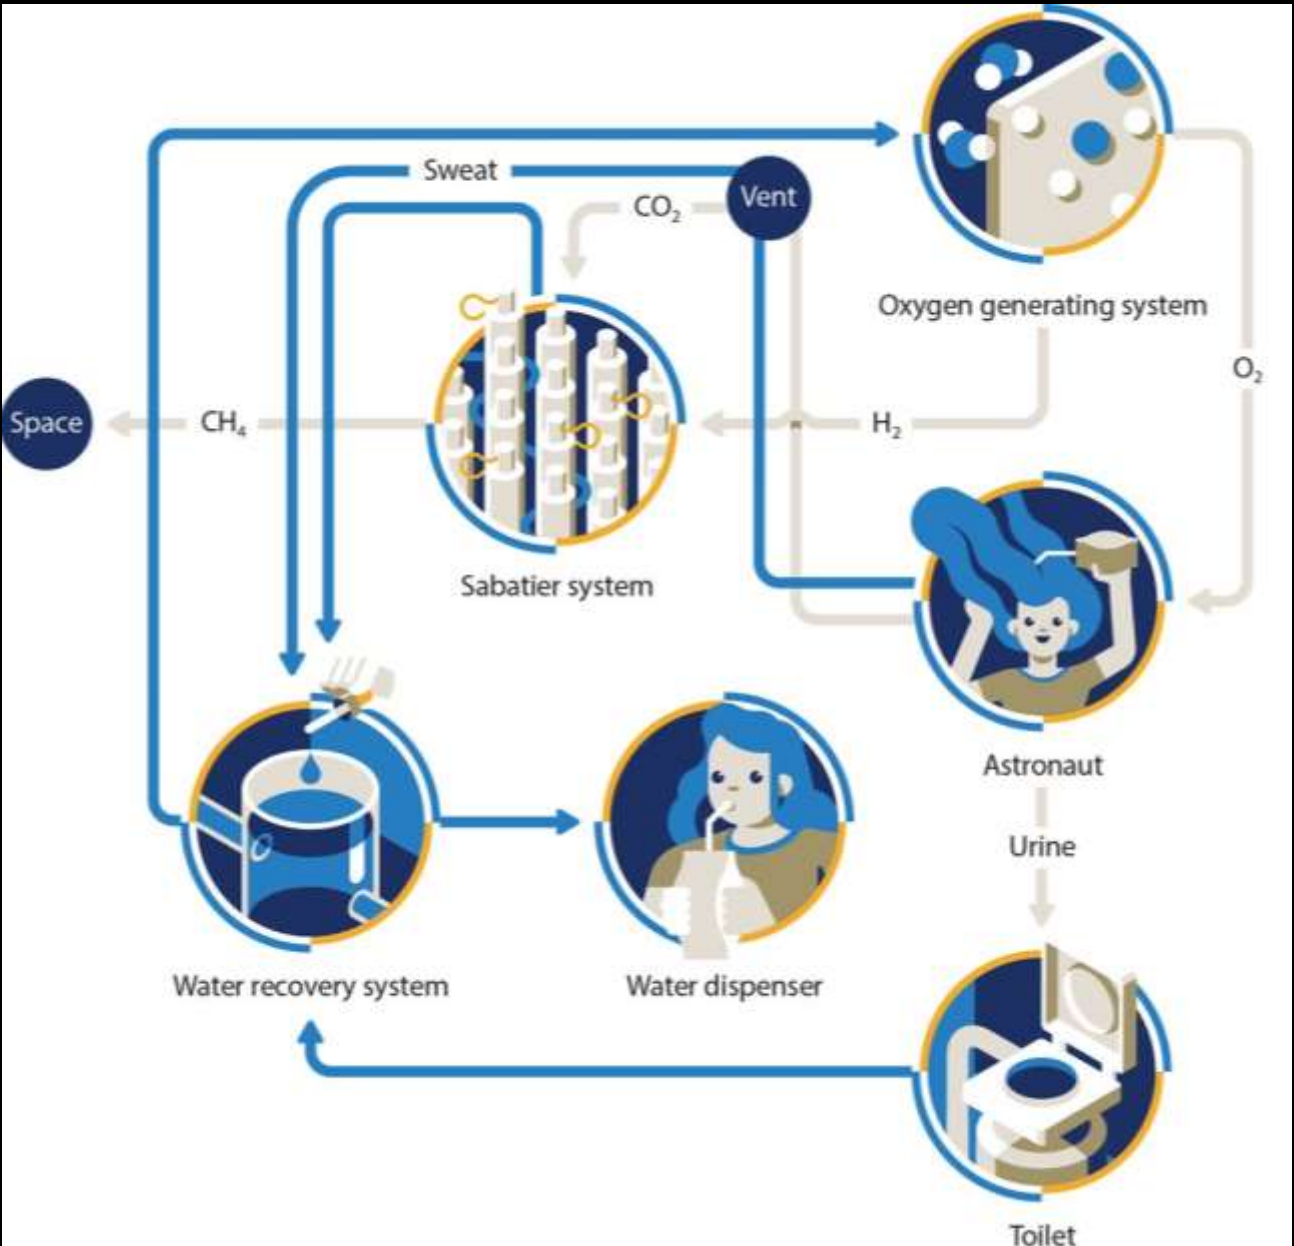 Sweat
Vent
CO₂
Oxygen generating system
O₂
Space
CH₄
H₂
Sabatier system
Astronaut
Urine
Water recovery system
Water dispenser
Toilet